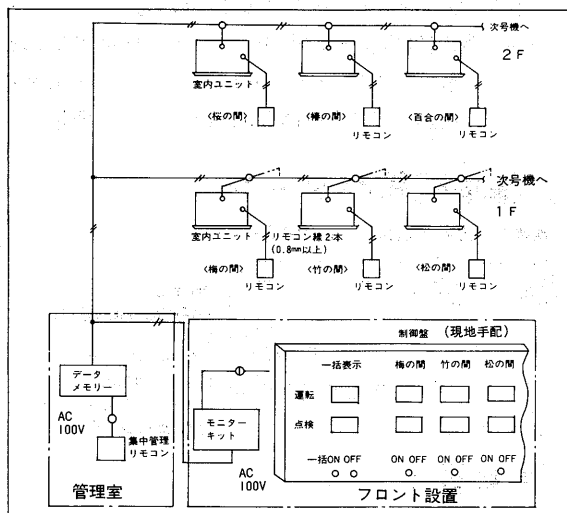 次号機へ
2F
室内ユニット
〈桜の間〉
〈椿の間〉
リモコン
〈百合の間〉
リモコン
次号機へ
1F
室内ユニット
リモコン線2本
(0.8mm以上)
〈梅の間〉
リモコン
〈竹の間〉
リモコン
〈松の間〉
リモコン
データ
メモリー
AC
100V
集中管理
リモコン
管理室
モニター
キット
AC
100V
制御盤 (現地手配)
一括表示 梅の間 竹の間 松の間
運転
点検
一括ON OFF ON OFF ON OFF ON OFF
フロント設置